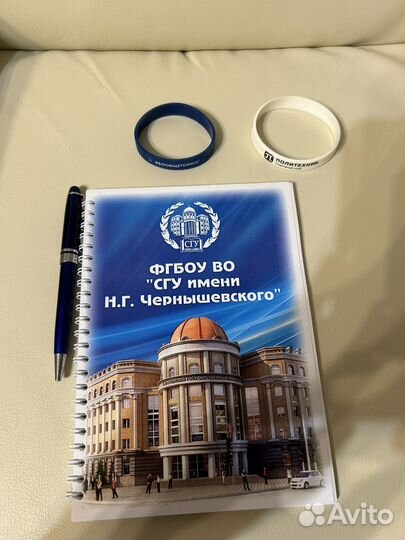 ПОЛИТЕХНИК
СГУ
ФГБОУ ВО
"СГУ имени
Н.Г. Чернышевского"
Avito